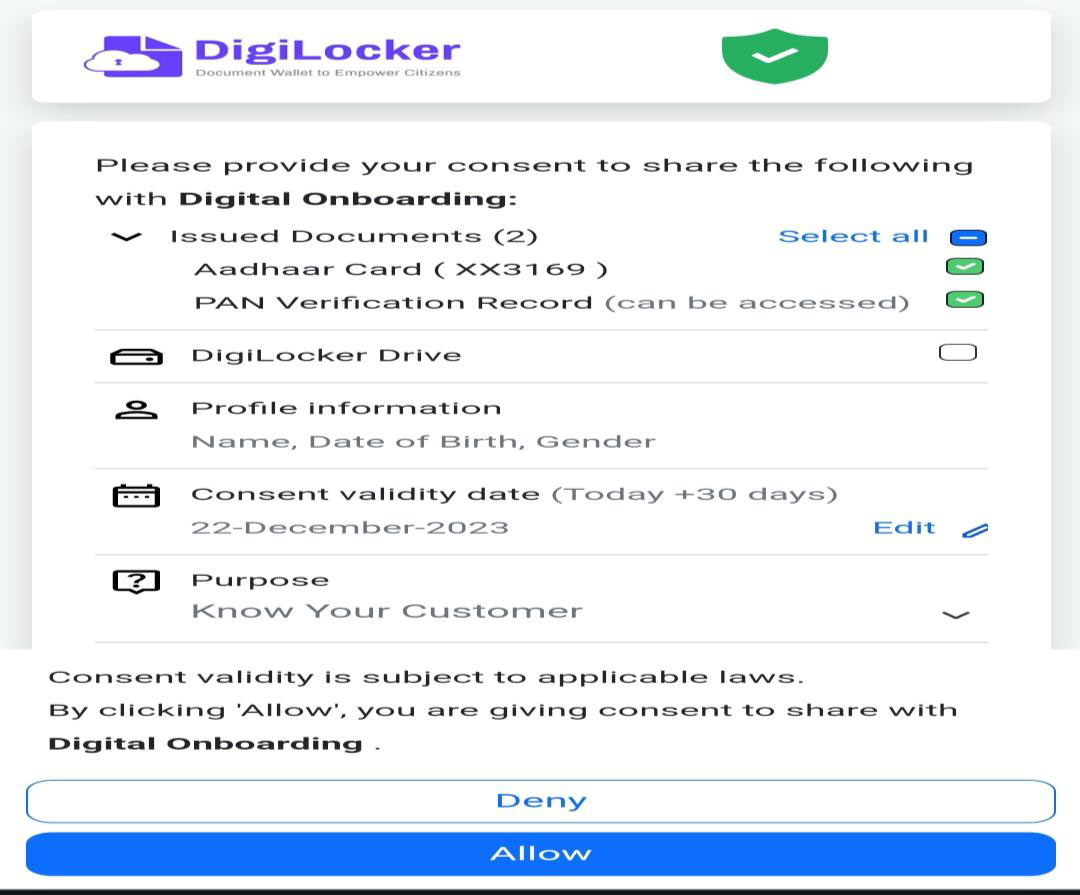 DigiLocker
Document Wallet to Empower Citizens
Please provide your consent to share the following
with Digital Onboarding:
Issued Documents (2) Select all
Aadhaar Card ( XX3169 )
PAN Verification Record (can be accessed)
DigiLocker Drive
Profile information
Name, Date of Birth, Gender
Consent validity date (Today +30 days)
22-December-2023 Edit
Purpose
Know Your Customer
Consent validity is subject to applicable laws.
By clicking 'Allow', you are giving consent to share with
Digital Onboarding .
Deny
Allow